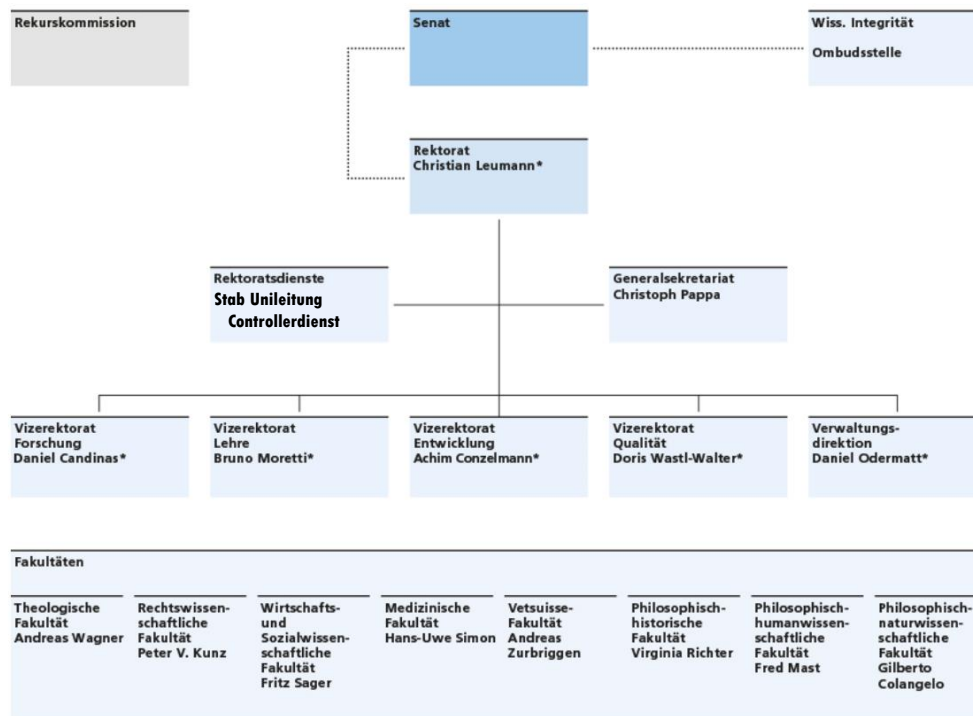 Rekurskommission
Senat
Wiss. Integrität
Ombudsstelle
Rektorat
Christian Leumann*
Rektoratsdienste
Stab Unileitung
Controllerdienst
Generalsekretariat
Christoph Pappa
Vizerektorat
Forschung
Daniel Candinas*
Vizerektorat
Lehre
Bruno Moretti*
Vizerektorat
Entwicklung
Achim Conzelmann*
Vizerektorat
Qualität
Doris Wastl-Walter*
Verwaltungs-
direktion
Daniel Odermatt*
Fakultäten
Theologische
Fakultät
Andreas Wagner
Rechtswissen-
schaftliche
Fakultät
Peter V. Kunz
Wirtschafts-
und
Sozialwissen-
schaftliche
Fakultät
Fritz Sager
Medizinische
Fakultät
Hans-Uwe Simon
Vetsuisse-
Fakultät
Andreas
Zurbriggen
Philosophisch-
historische
Fakultät
Virginia Richter
Philosophisch-
humanwissen-
schaftliche
Fakultät
Fred Mast
Philosophisch-
naturwissen-
schaftliche
Fakultät
Gilberto
Colangelo